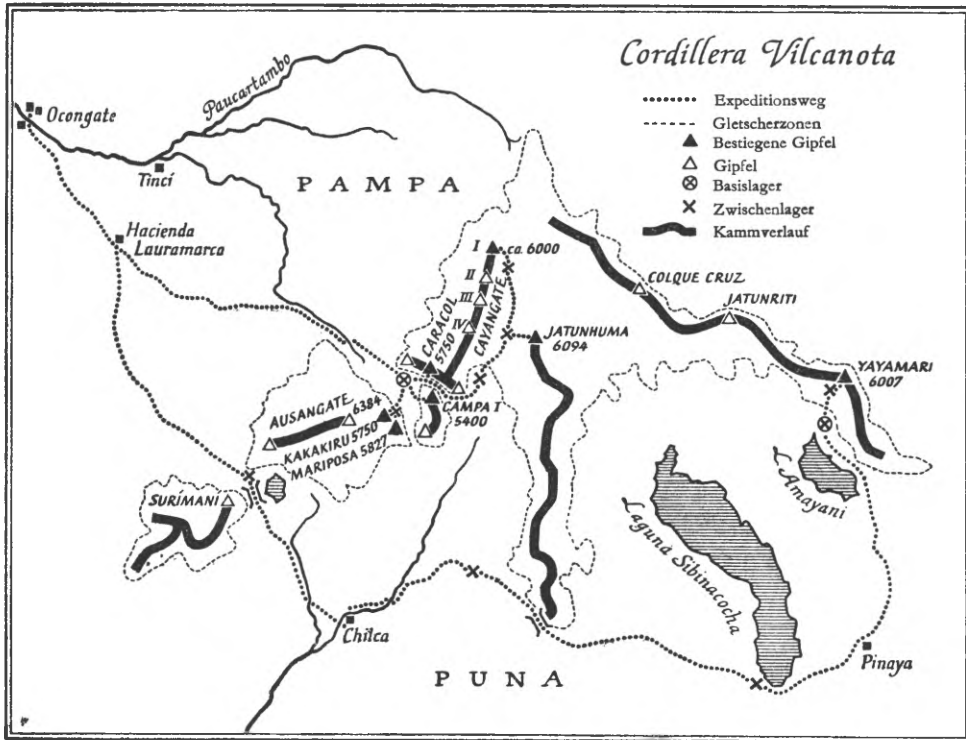 Cordillera Vilcanota
Expeditionsweg
Gletscherzonen
Bestiegene Gipfel
Gipfel
Basislager
Zwischenlager
Kammverlauf
Ocongate
Paucartambo
Tinci
PAMPA
Hacienda
Lauramarca
I
ca. 6000
II
III
IV
CARACOL
5750
CAYANGATE
COLQUE CRUZ
JATUNRITI
JATUNHUMA
6094
YAYAMARI
6007
CAMPA I
5400
AUSANGATE
6384
KAKAKIRU 5750
MARIPOSA 5827
SURIMANI
L. Amayani
Laguna Sibinacocha
Chilca
Pinaya
PUNA